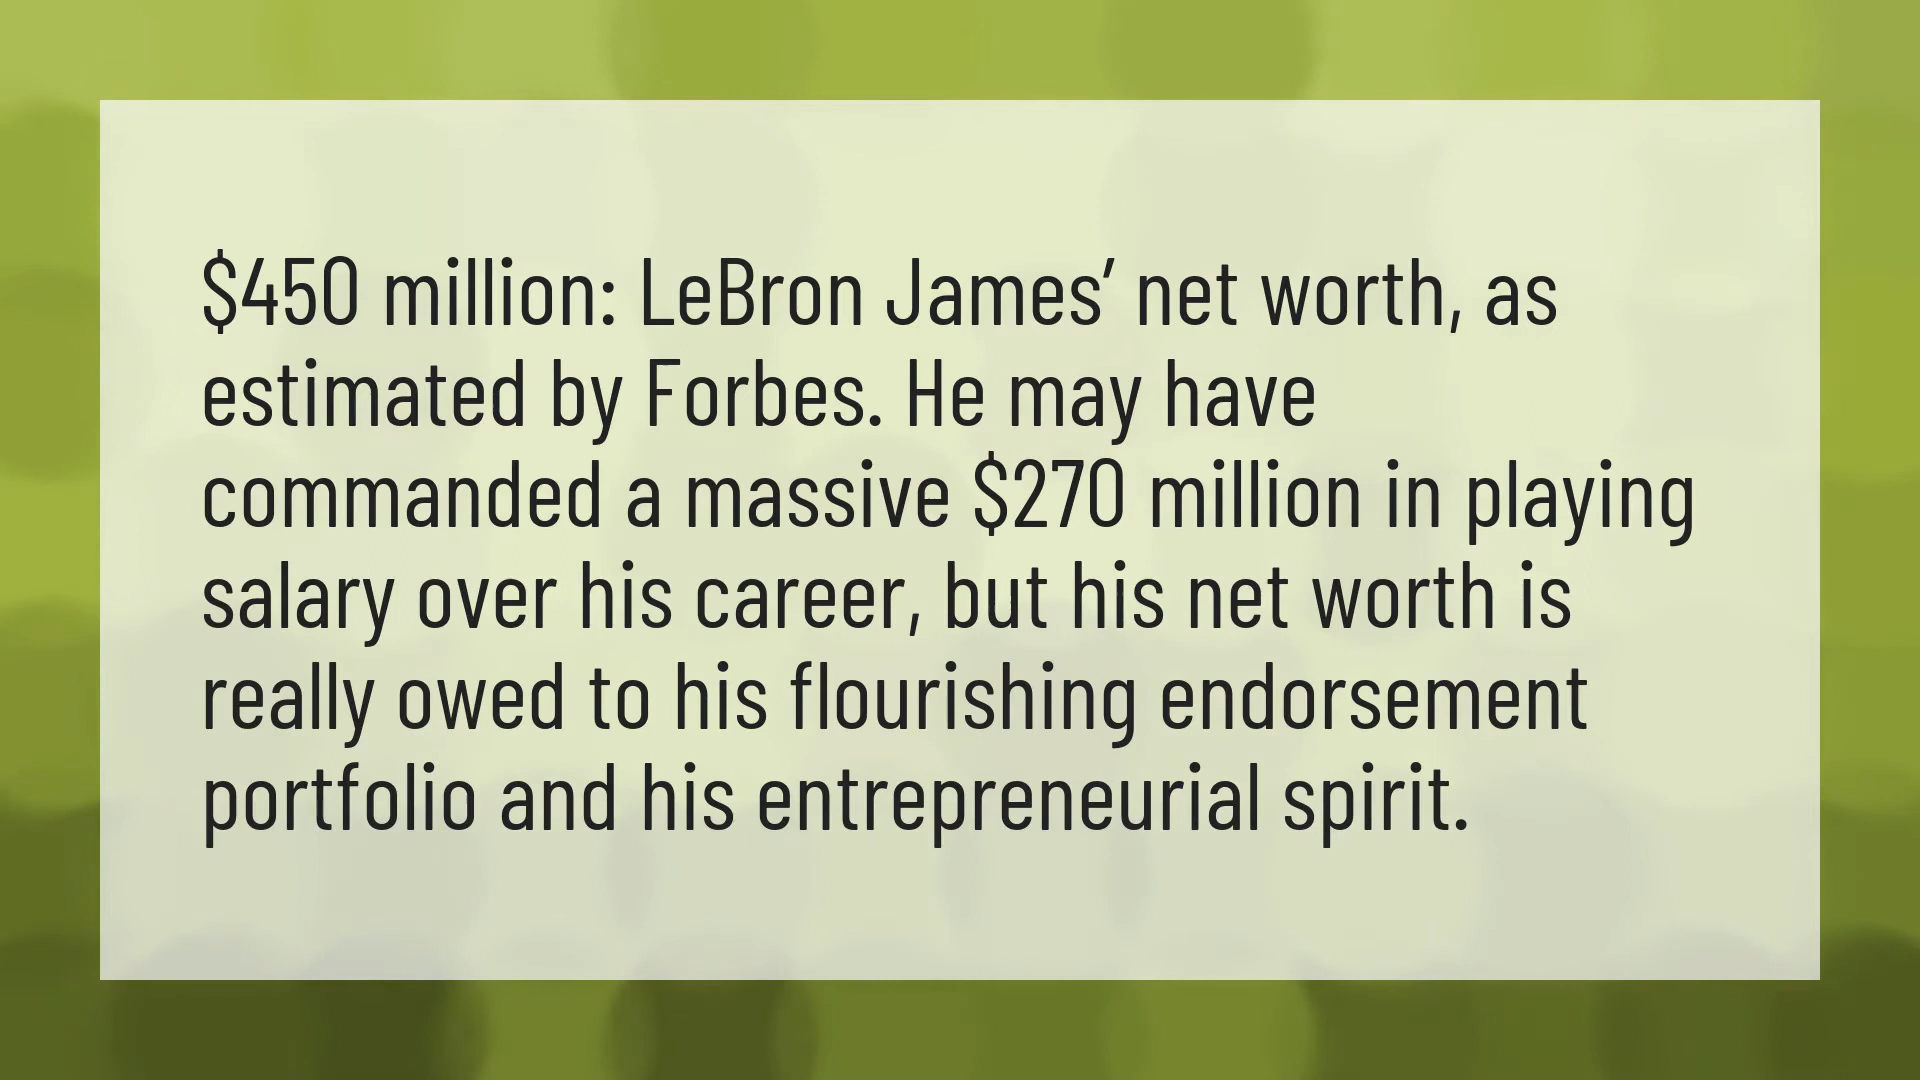 $450 million: LeBron James’ net worth, as
estimated by Forbes. He may have
commanded a massive $270 million in playing
salary over his career, but his net worth is
really owed to his flourishing endorsement
portfolio and his entrepreneurial spirit.